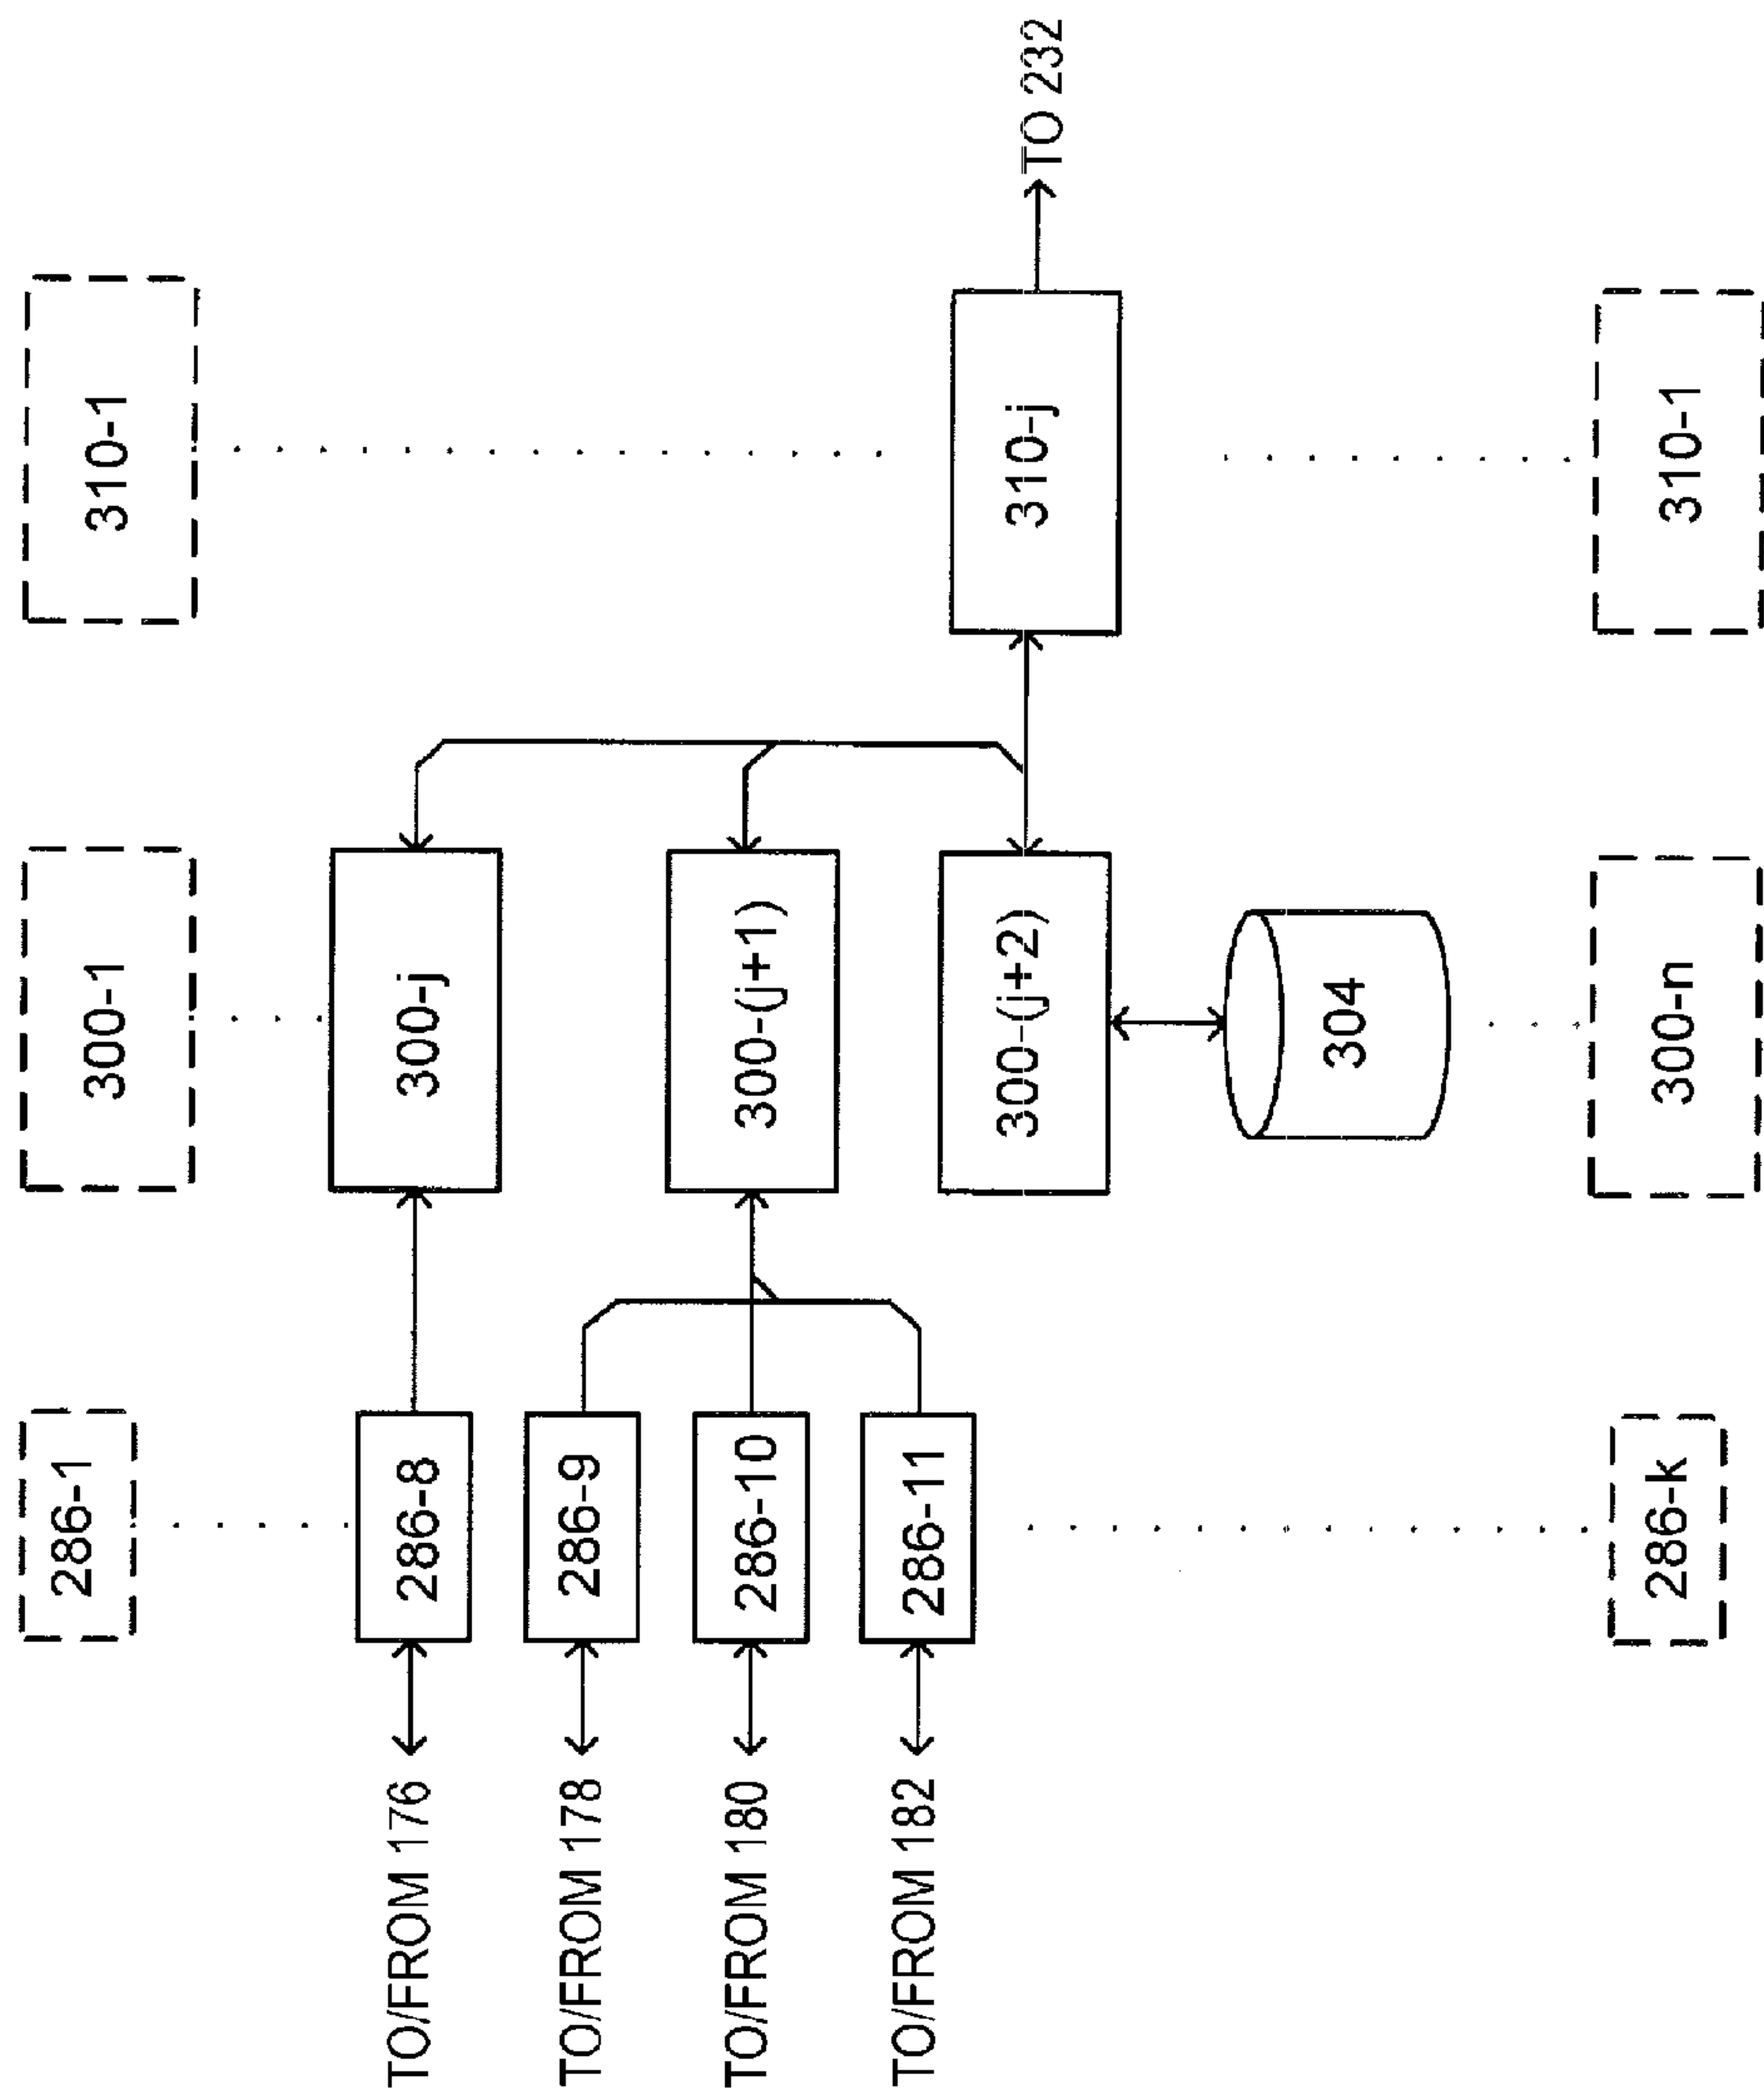 286-1
300-1
310-1
TO/FROM 176
286-8
300-j
TO/FROM 178
286-9
TO/FROM 180
286-10
300-(j+1)
TO/FROM 182
286-11
300-(j+2)
310-j
TO 232
304
286-k
300-n
310-1